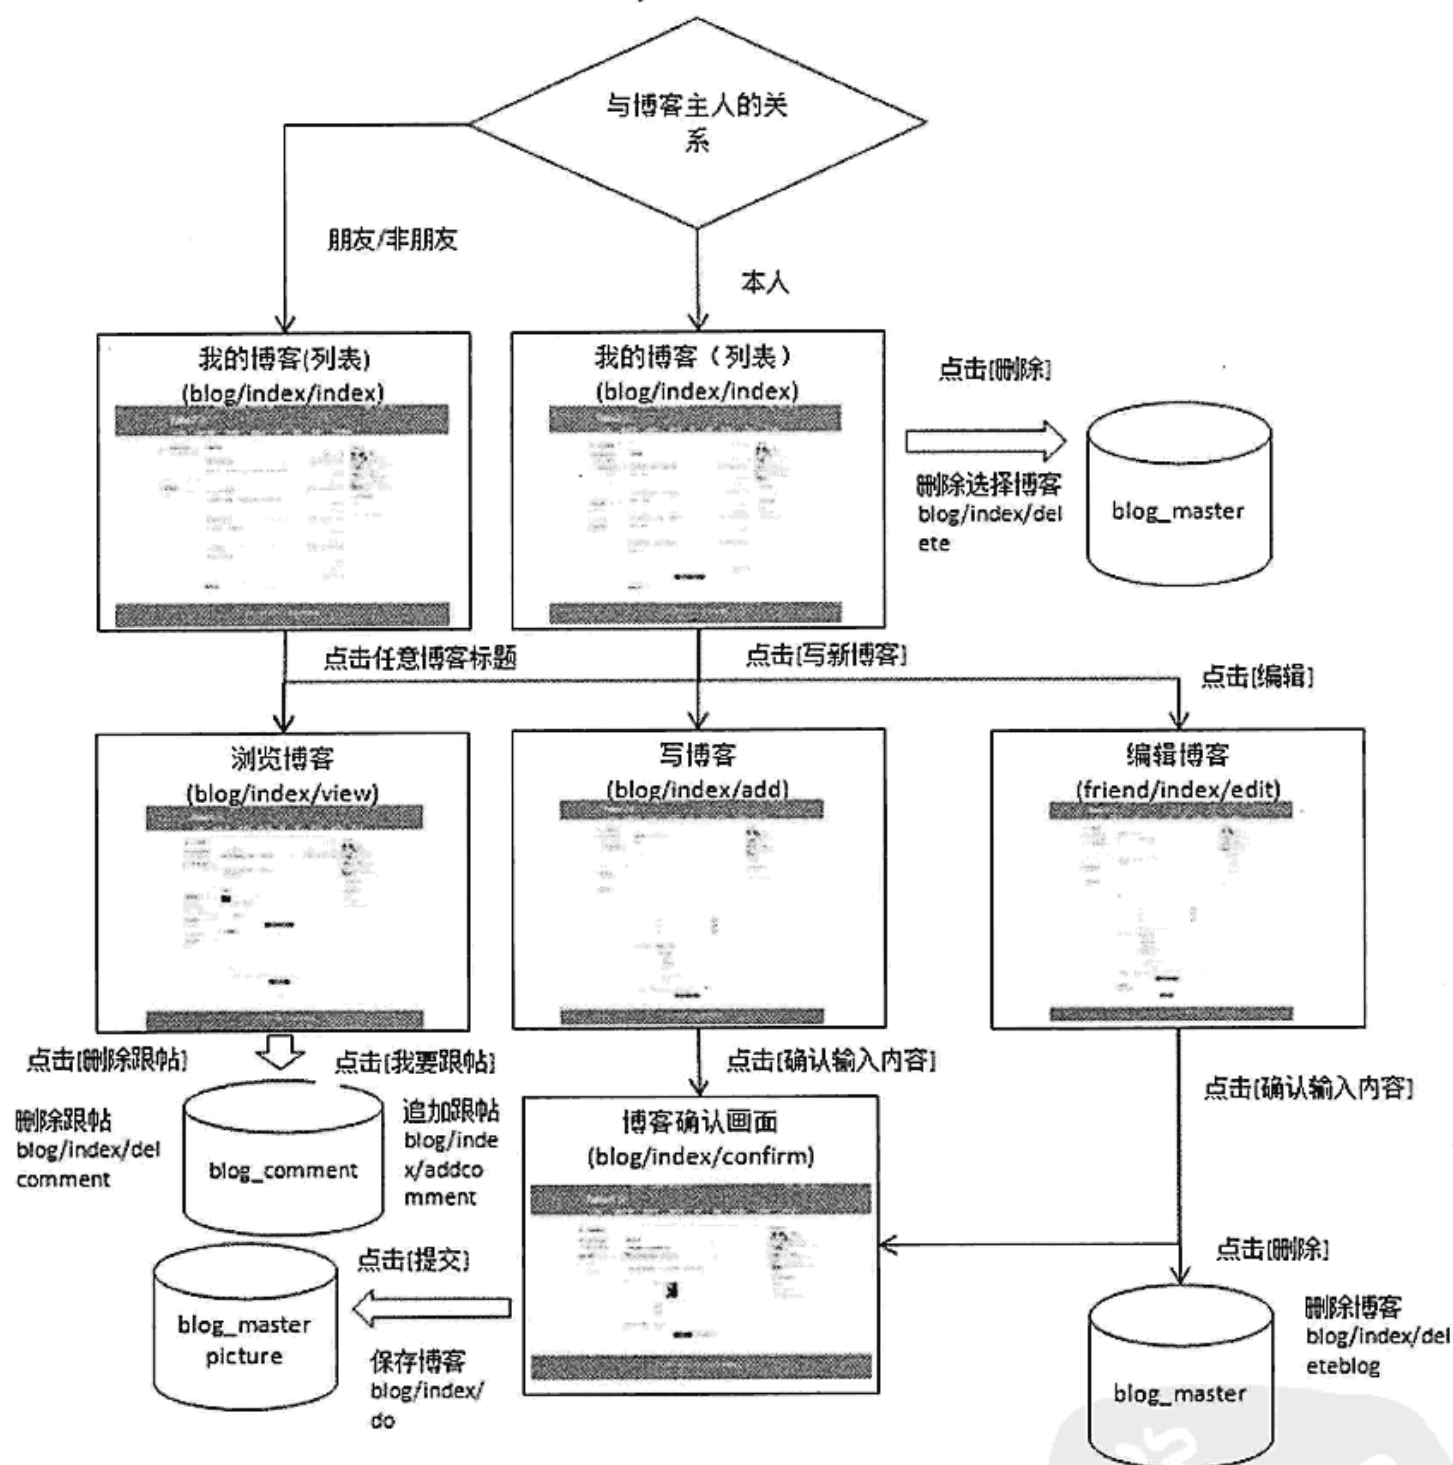 与博客主人的关
系
朋友/非朋友
本人
我的博客(列表)
(blog/index/index)
我的博客（列表）
(blog/index/index)
点击[删除]
删除选择博客
blog/index/del
ete
blog_master
点击任意博客标题
点击[写新博客]
点击[编辑]
浏览博客
(blog/index/view)
写博客
(blog/index/add)
编辑博客
(friend/index/edit)
点击[删除跟帖]
点击[我要跟帖]
点击[确认输入内容]
点击[确认输入内容]
删除跟帖
blog/index/del
comment
blog_comment
追加跟帖
blog/inde
x/addco
mment
博客确认画面
(blog/index/confirm)
点击[提交]
blog_master
picture
保存博客
blog/index/
do
点击[删除]
删除博客
blog/index/del
eteblog
blog_master